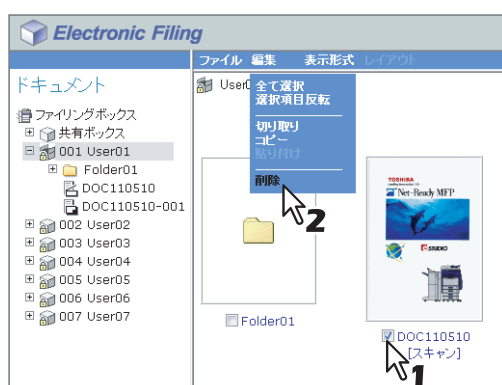 Electronic Filing
ファイル 編集 表示形式 レイアウト
ドキュメント
ファイリングボックス
共有ボックス
001 User01
Folder01
DOC110510
DOC110510-001
002 User02
003 User03
004 User04
005 User05
006 User06
007 User07
全て選択
選択項目反転
切り取り
コピー
貼り付け
削除
2
Folder01
TOSHIBA
Net-Ready MFP
e-STUDIO
DOC110510
[スキャン]
1